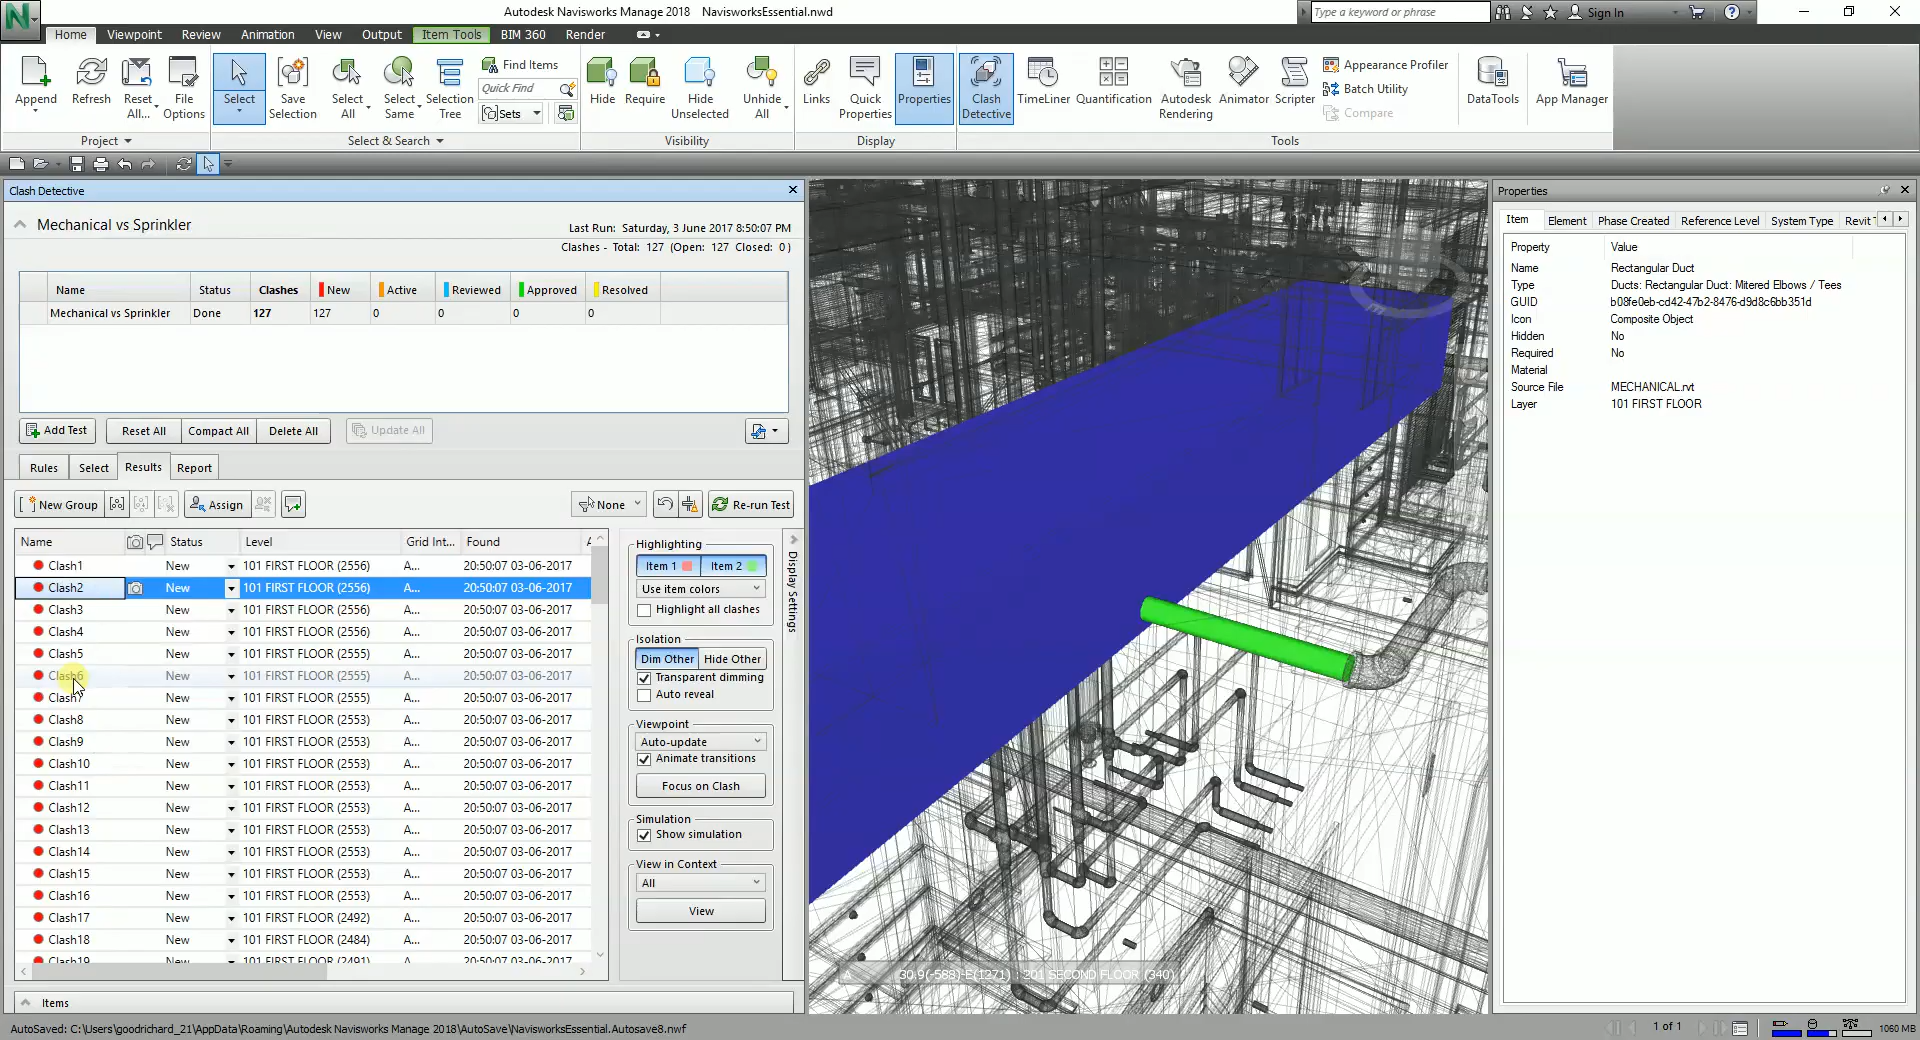 Autodesk Navisworks Manage 2018 NavisworksEssential.nwd
Type a keyword or phrase
Sign In
Home Viewpoint Review Animation View Output Item Tools BIM 360 Render
Append Refresh Reset All... File Options
Select Save Selection Select All Select Same Selection Tree
Find Items
Quick Find
Sets
Hide Require Hide Unselected Unhide All
Links Quick Properties Properties
Clash Detective TimeLiner Quantification Autodesk Rendering Animator Scripter
Appearance Profiler
Batch Utility
Compare
DataTools App Manager
Project Select & Search Visibility Display Tools
Clash Detective
Mechanical vs Sprinkler
Last Run: Saturday, 3 June 2017 8:50:07 PM
Clashes - Total: 127 (Open: 127 Closed: 0)
Name Status Clashes New Active Reviewed Approved Resolved
Mechanical vs Sprinkler Done 127 127 0 0 0 0
Add Test Reset All Compact All Delete All Update All
Rules Select Results Report
New Group Assign None Re-run Test
Name Status Level Grid Int... Found A
Clash1 New 101 FIRST FLOOR (2556) A... 20:50:07 03-06-2017
Clash2 New 101 FIRST FLOOR (2556) A... 20:50:07 03-06-2017
Clash3 New 101 FIRST FLOOR (2556) A... 20:50:07 03-06-2017
Clash4 New 101 FIRST FLOOR (2556) A... 20:50:07 03-06-2017
Clash5 New 101 FIRST FLOOR (2555) A... 20:50:07 03-06-2017
Clash6 New 101 FIRST FLOOR (2555) A... 20:50:07 03-06-2017
Clash7 New 101 FIRST FLOOR (2555) A... 20:50:07 03-06-2017
Clash8 New 101 FIRST FLOOR (2553) A... 20:50:07 03-06-2017
Clash9 New 101 FIRST FLOOR (2553) A... 20:50:07 03-06-2017
Clash10 New 101 FIRST FLOOR (2553) A... 20:50:07 03-06-2017
Clash11 New 101 FIRST FLOOR (2553) A... 20:50:07 03-06-2017
Clash12 New 101 FIRST FLOOR (2553) A... 20:50:07 03-06-2017
Clash13 New 101 FIRST FLOOR (2553) A... 20:50:07 03-06-2017
Clash14 New 101 FIRST FLOOR (2553) A... 20:50:07 03-06-2017
Clash15 New 101 FIRST FLOOR (2553) A... 20:50:07 03-06-2017
Clash16 New 101 FIRST FLOOR (2553) A... 20:50:07 03-06-2017
Clash17 New 101 FIRST FLOOR (2492) A... 20:50:07 03-06-2017
Clash18 New 101 FIRST FLOOR (2484) A... 20:50:07 03-06-2017
Clash19 New 101 FIRST FLOOR (2491) A... 20:50:07 03-06-2017
Items
Highlighting
Item 1 Item 2
Use item colors
Highlight all clashes
Isolation
Dim Other Hide Other
Transparent dimming
Auto reveal
Viewpoint
Auto-update
Animate transitions
Focus on Clash
Simulation
Show simulation
View in Context
All
View
Display Settings
A 30.9(-588)-E(1271) : 201 SECOND FLOOR (340)
Properties
Item Element Phase Created Reference Level System Type Revit T
Property Value
Name Rectangular Duct
Type Ducts: Rectangular Duct: Mitered Elbows / Tees
GUID b08fe0eb-cd42-47b2-8476-d9d8c6bb351d
Icon Composite Object
Hidden No
Required No
Material
Source File MECHANICAL.rvt
Layer 101 FIRST FLOOR
AutoSaved: C:\Users\goodrichard_21\AppData\Roaming\Autodesk Navisworks Manage 2018\AutoSave\NavisworksEssential.Autosave8.nwf
1 of 1
1060 MB